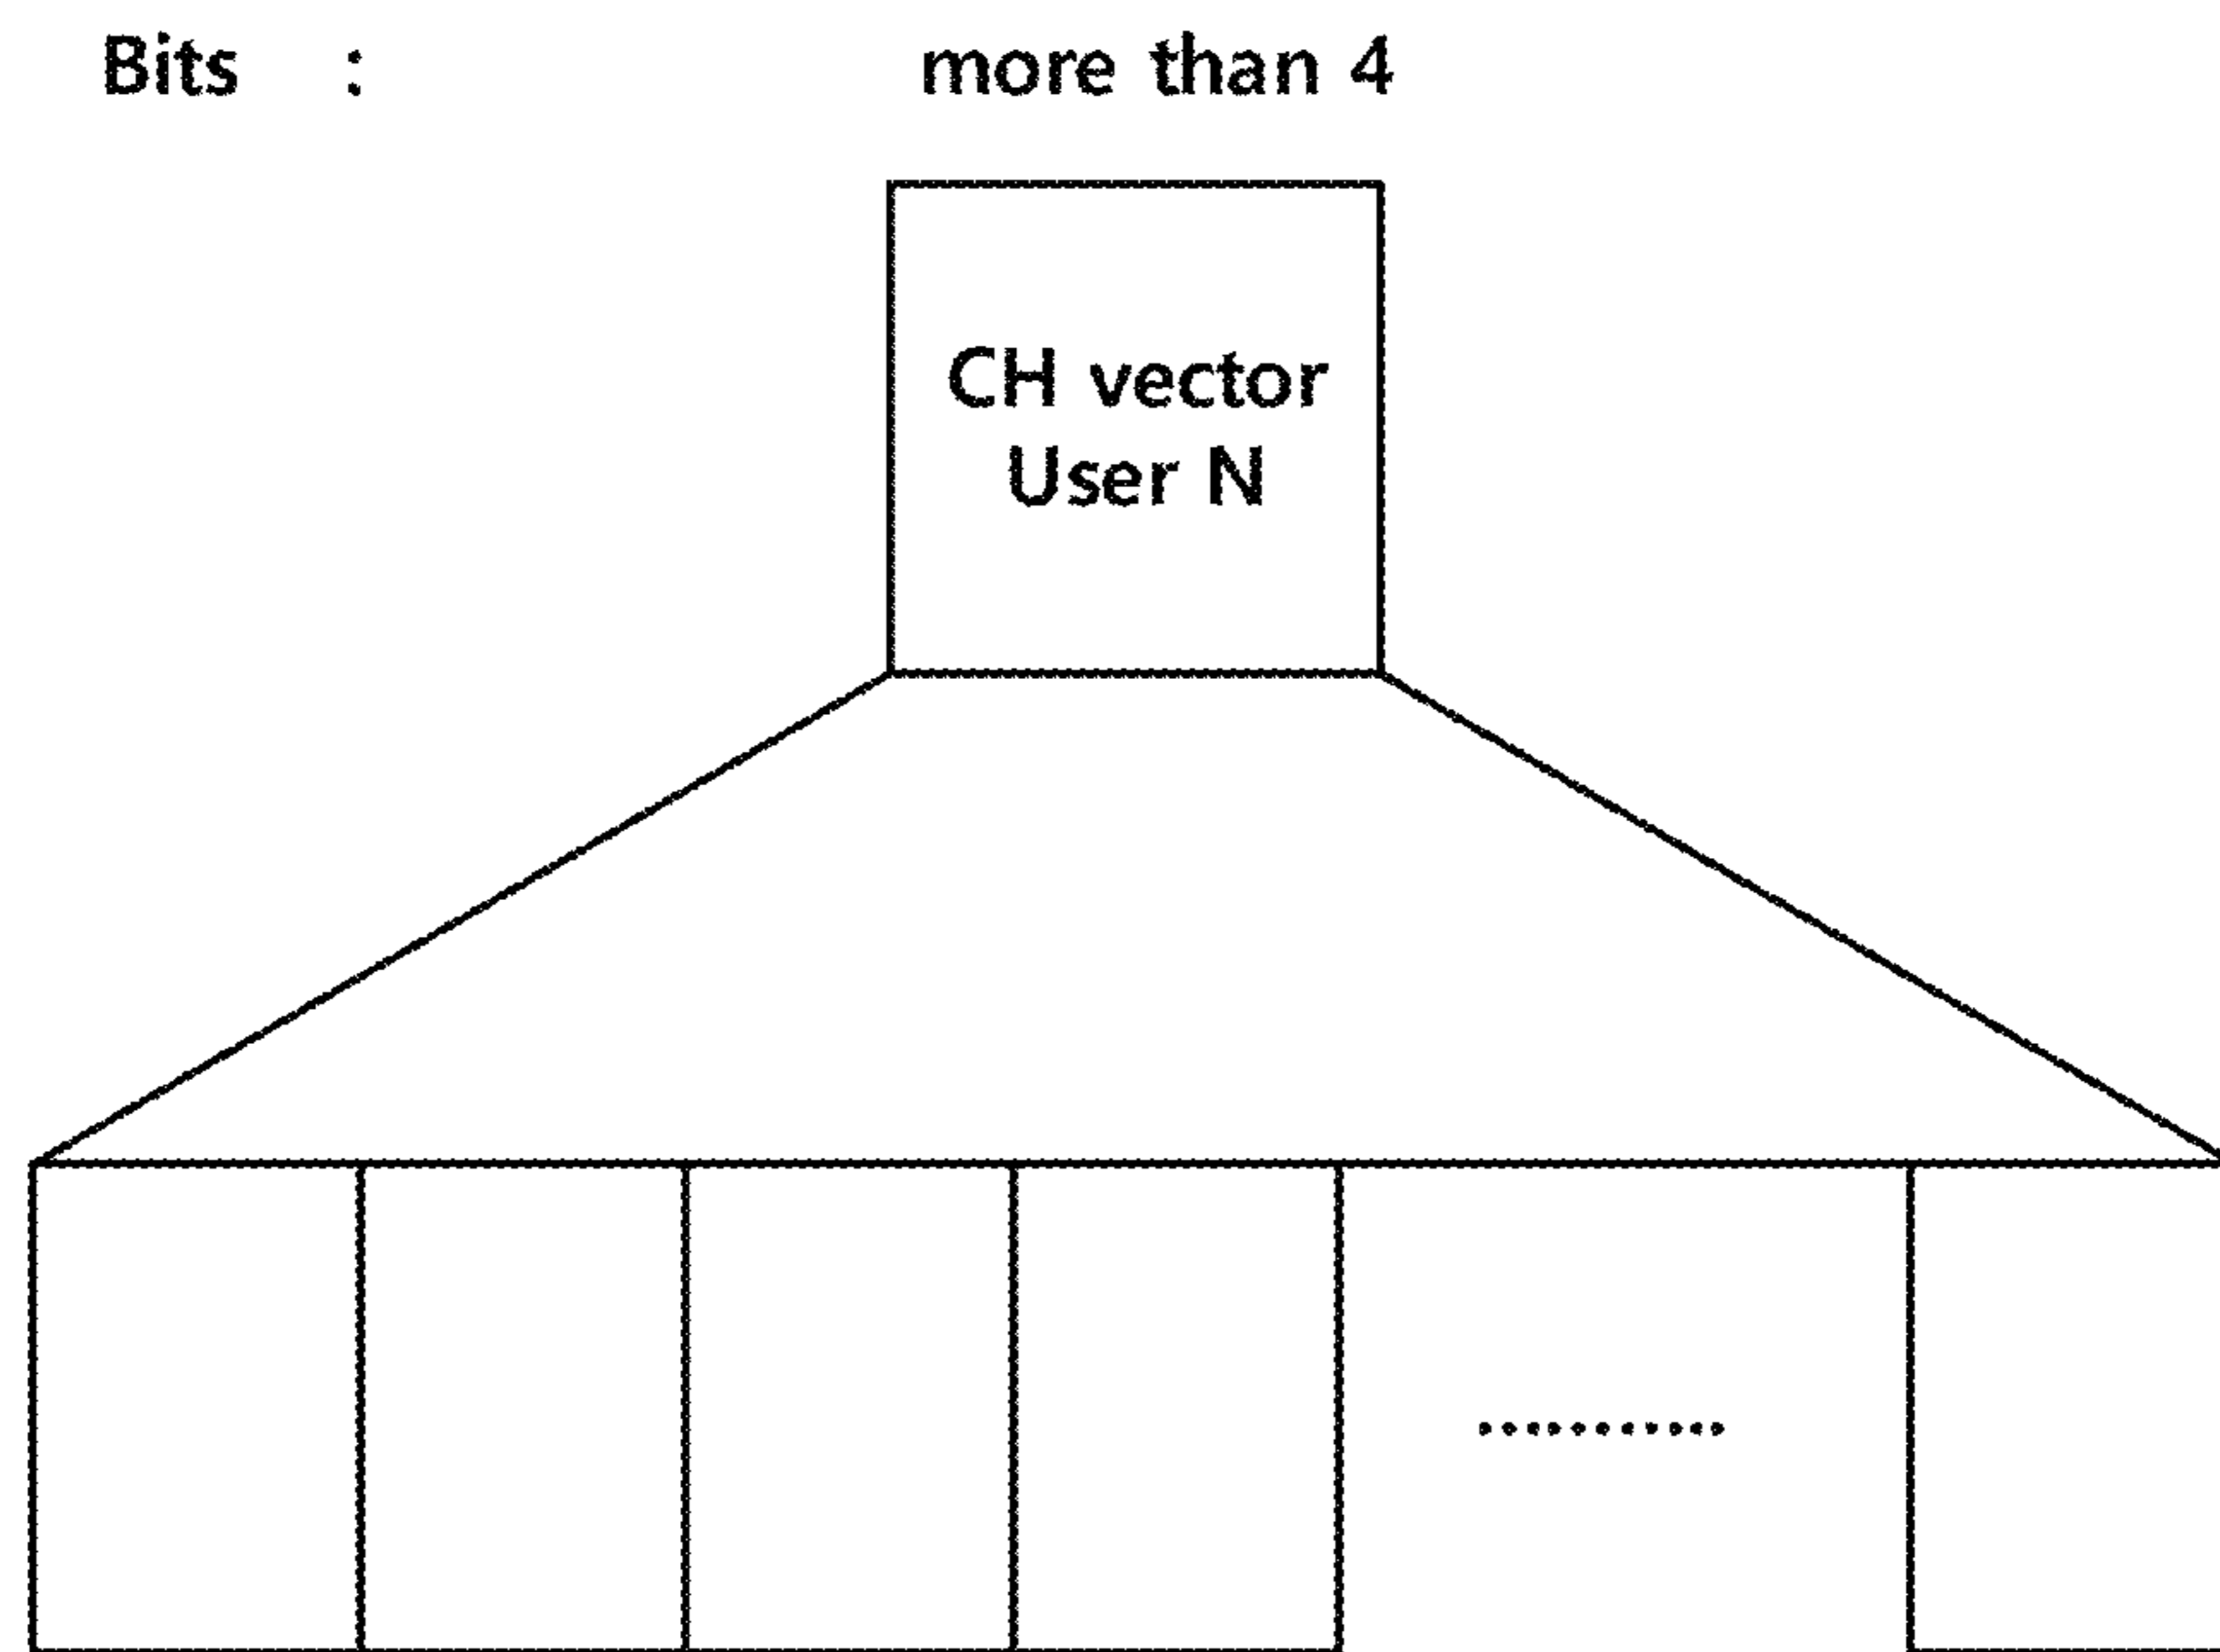 Bits : more than 4
CH vector
User N
..........